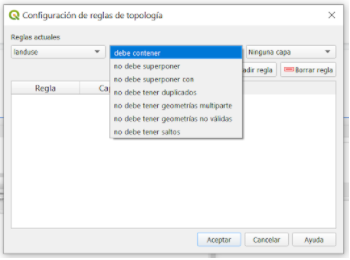 Configuración de reglas de topología
Reglas actuales
landuse
debe contener
Ninguna capa
no debe superponer
no debe superponer con
no debe tener duplicados
no debe tener geometrías multiparte
no debe tener geometrías no válidas
no debe tener saltos
adir regla
Borrar regla
Regla
Ca
Aceptar
Cancelar
Ayuda